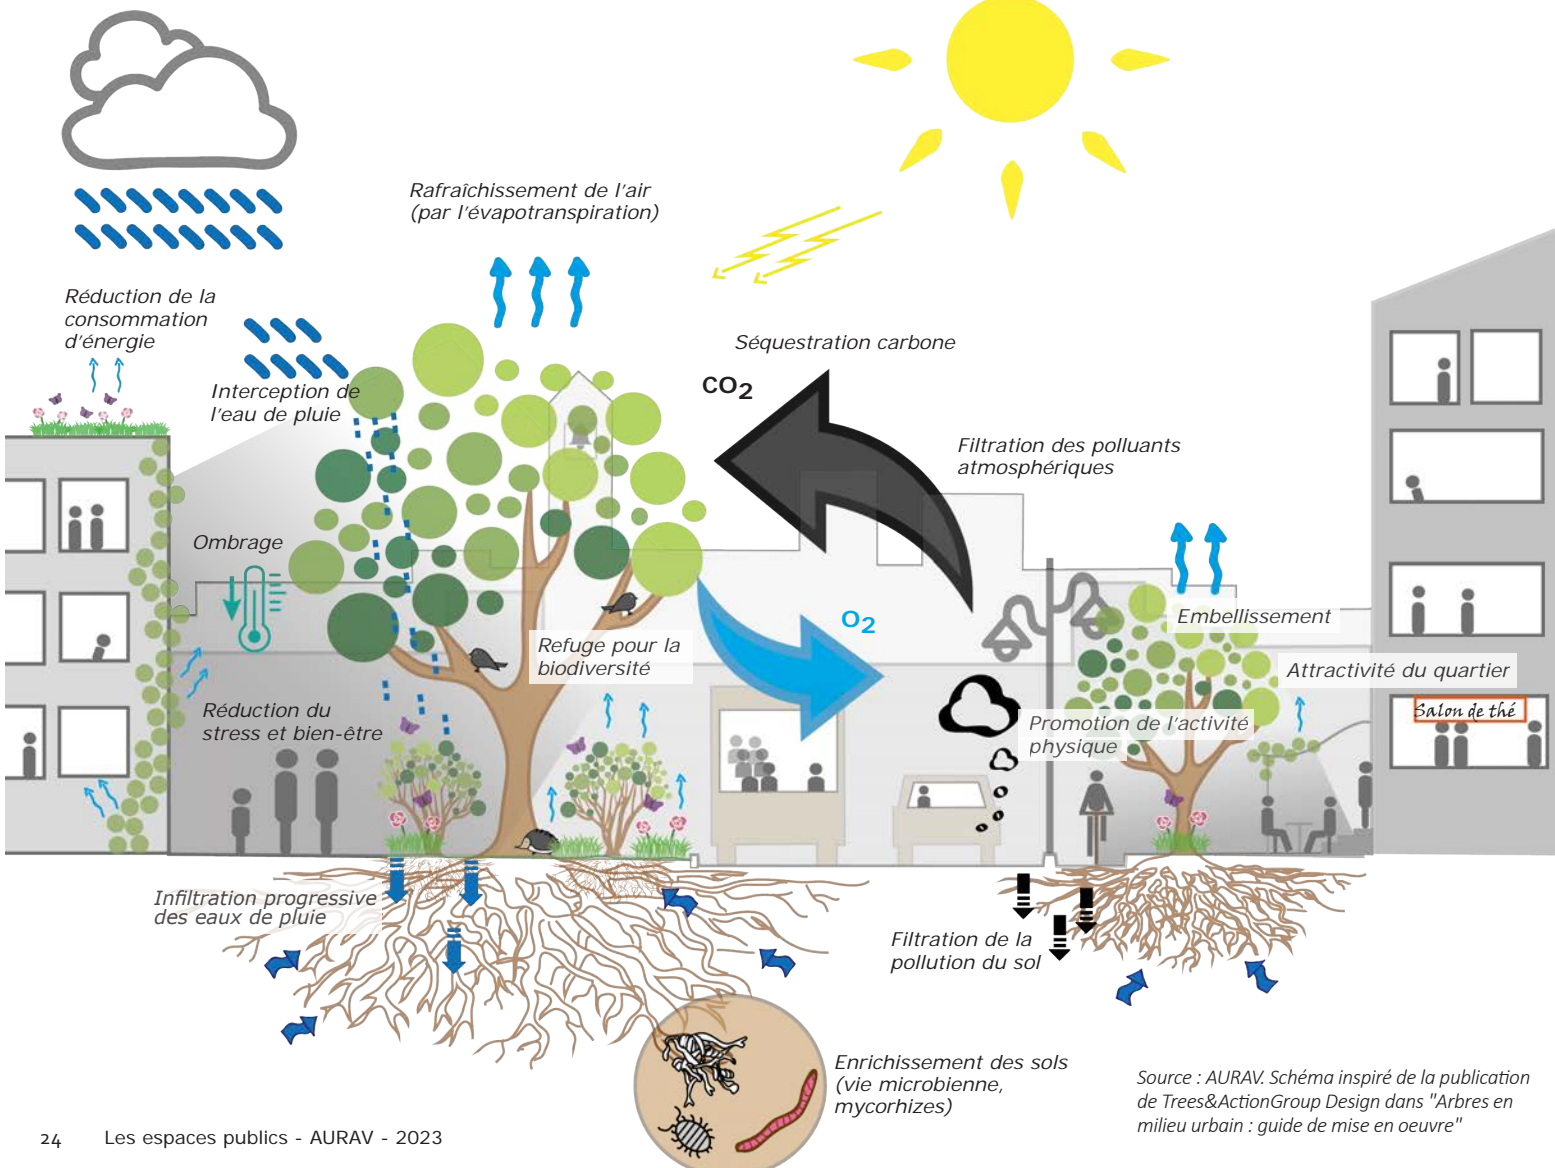 Rafraîchissement de l'air
(par l'évapotranspiration)
Réduction de la
consommation
d'énergie
Interception de
l'eau de pluie
Séquestration carbone
CO2
Filtration des polluants
atmosphériques
Ombrage
O2
Embellissement
Refuge pour la
biodiversité
Attractivité du quartier
Réduction du
stress et bien-être
Promotion de l'activité
physique
Salon de thé
Infiltration progressive
des eaux de pluie
Filtration de la
pollution du sol
Enrichissement des sols
(vie microbienne,
mycorhizes)
Source : AURAV. Schéma inspiré de la publication
de Trees&ActionGroup Design dans "Arbres en
milieu urbain : guide de mise en oeuvre"
24 Les espaces publics - AURAV - 2023